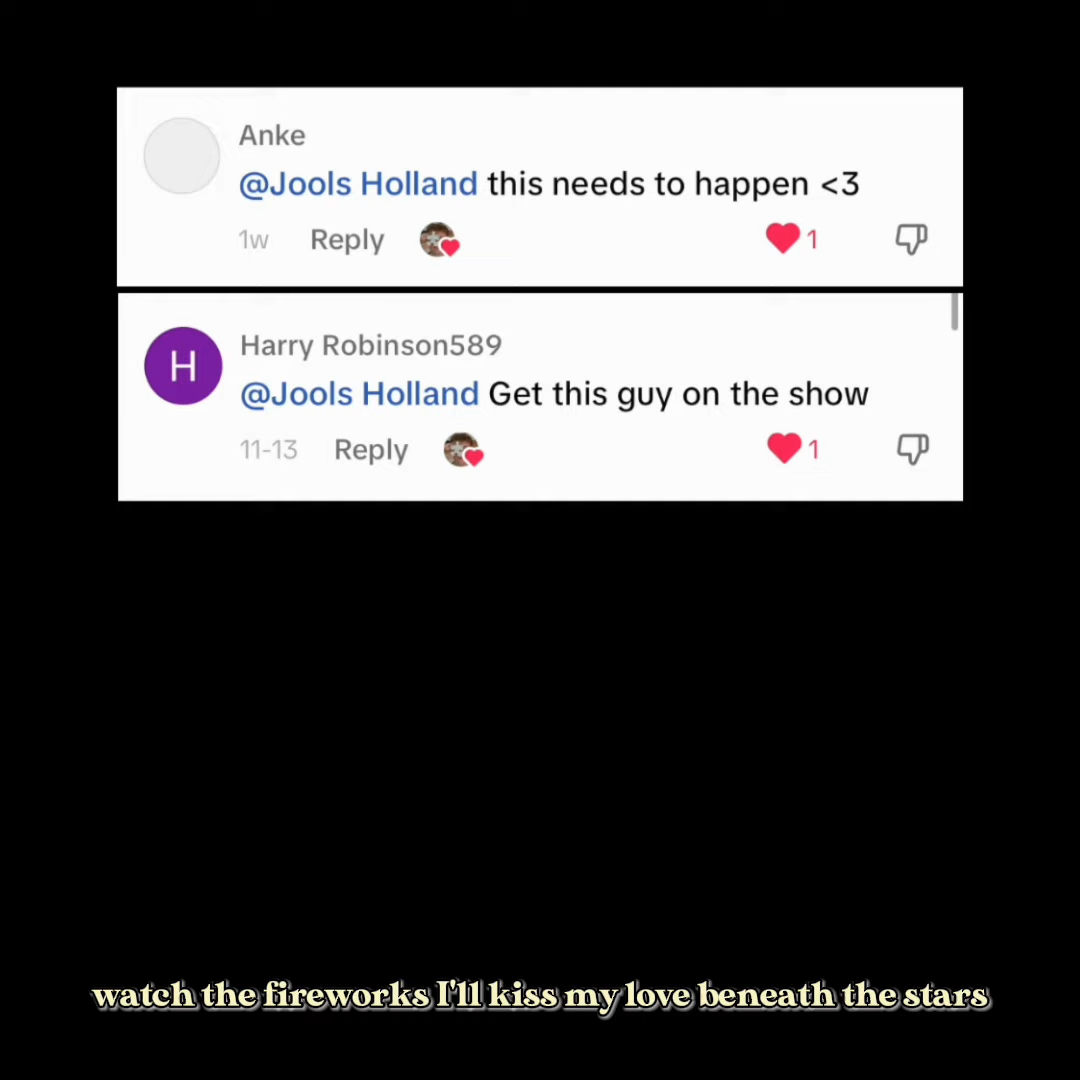 Anke
@Jools Holland this needs to happen <3
1w Reply 1
H
Harry Robinson589
@Jools Holland Get this guy on the show
11-13 Reply 1
watch the fireworks I'll kiss my love beneath the stars